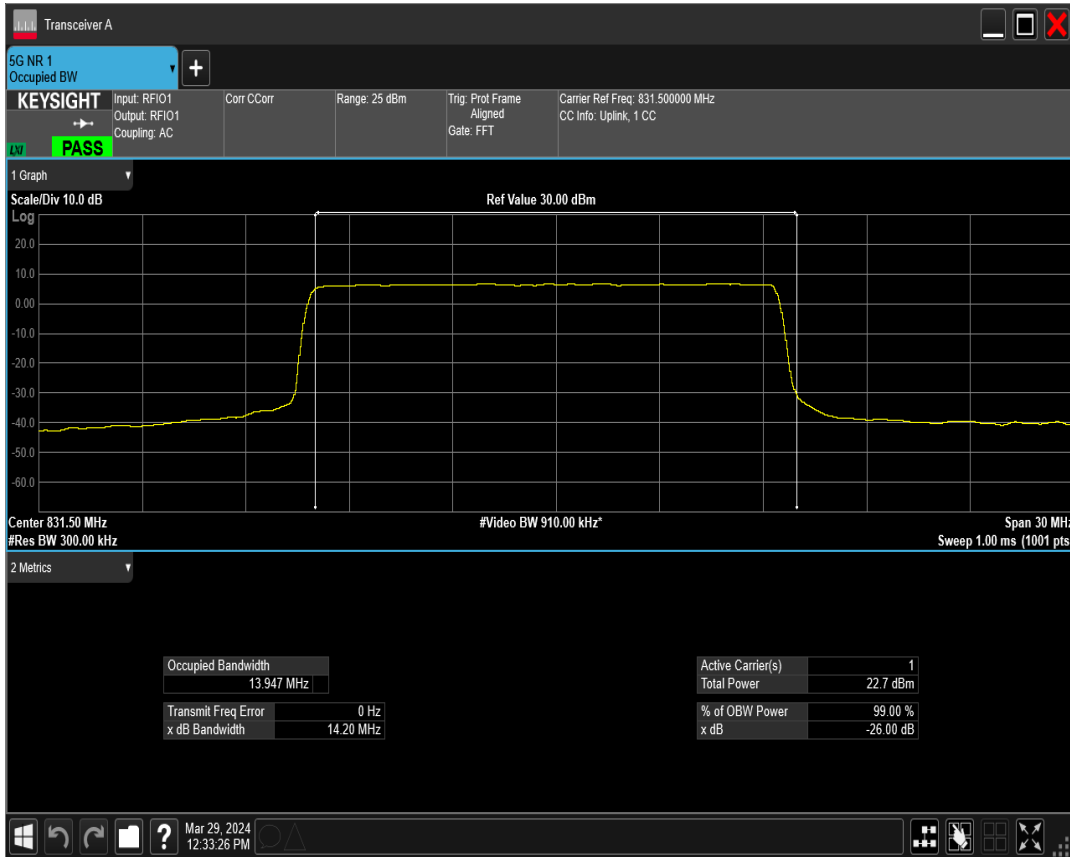 Transceiver A
5G NR 1
Occupied BW
KEYSIGHT
LXI
PASS
Input: RFIO1
Output: RFIO1
Coupling: AC
Corr CCorr
Range: 25 dBm
Trig: Prot Frame
Aligned
Gate: FFT
Carrier Ref Freq: 831.500000 MHz
CC Info: Uplink, 1 CC
1 Graph
Scale/Div 10.0 dB
Ref Value 30.00 dBm
Log
20.0
10.0
0.00
-10.0
-20.0
-30.0
-40.0
-50.0
-60.0
Center 831.50 MHz
#Video BW 910.00 kHz*
Span 30 MHz
#Res BW 300.00 kHz
Sweep 1.00 ms (1001 pts
2 Metrics
Occupied Bandwidth
13.947 MHz
Transmit Freq Error 0 Hz
x dB Bandwidth 14.20 MHz
Active Carrier(s) 1
Total Power 22.7 dBm
% of OBW Power 99.00 %
x dB -26.00 dB
Mar 29, 2024
12:33:26 PM